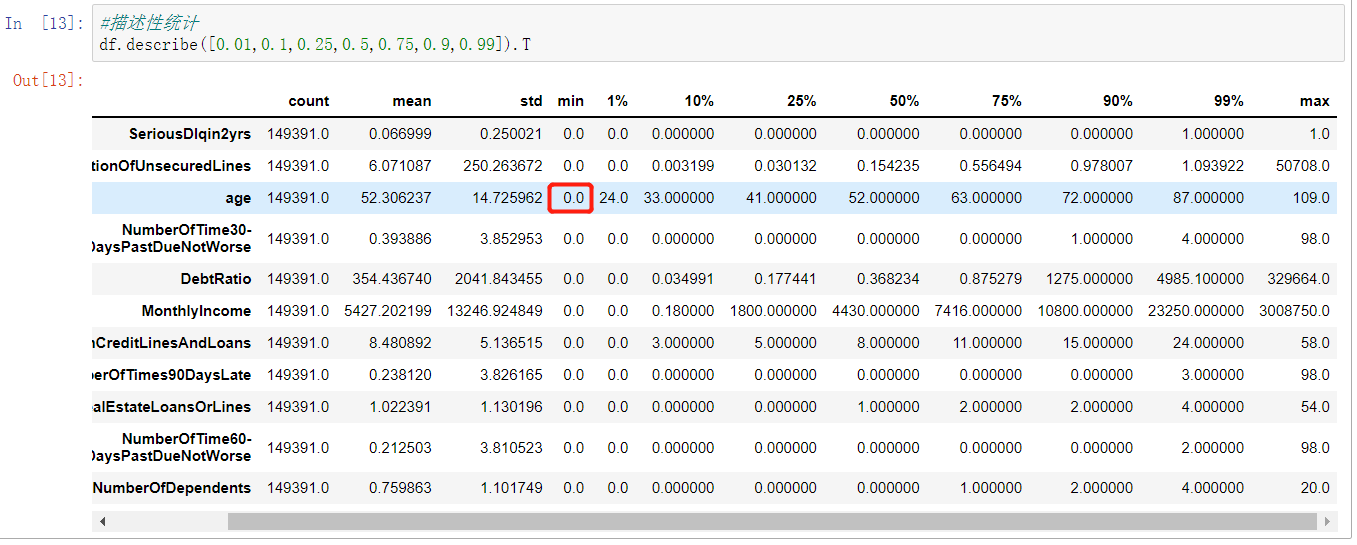 In [13]: #描述性统计
df.describe([0.01,0.1,0.25,0.5,0.75,0.9,0.99]).T
Out[13]:
count mean std min 1% 10% 25% 50% 75% 90% 99% max
SeriousDlqin2yrs 149391.0 0.066999 0.250021 0.0 0.0 0.000000 0.000000 0.000000 0.000000 0.000000 1.000000 1.0
tionOfUnsecuredLines 149391.0 6.071087 250.263672 0.0 0.0 0.003199 0.030132 0.154235 0.556494 0.978007 1.093922 50708.0
age 149391.0 52.306237 14.725962 0.0 24.0 33.000000 41.000000 52.000000 63.000000 72.000000 87.000000 109.0
NumberOfTime30-
DaysPastDueNotWorse 149391.0 0.393886 3.852953 0.0 0.0 0.000000 0.000000 0.000000 0.000000 1.000000 4.000000 98.0
DebtRatio 149391.0 354.436740 2041.843455 0.0 0.0 0.034991 0.177441 0.368234 0.875279 1275.000000 4985.100000 329664.0
MonthlyIncome 149391.0 5427.202199 13246.924849 0.0 0.0 0.180000 1800.000000 4430.000000 7416.000000 10800.000000 23250.000000 3008750.0
nCreditLinesAndLoans 149391.0 8.480892 5.136515 0.0 0.0 3.000000 5.000000 8.000000 11.000000 15.000000 24.000000 58.0
erOfTimes90DaysLate 149391.0 0.238120 3.826165 0.0 0.0 0.000000 0.000000 0.000000 0.000000 0.000000 3.000000 98.0
alEstateLoansOrLines 149391.0 1.022391 1.130196 0.0 0.0 0.000000 0.000000 1.000000 2.000000 2.000000 4.000000 54.0
NumberOfTime60-
DaysPastDueNotWorse 149391.0 0.212503 3.810523 0.0 0.0 0.000000 0.000000 0.000000 0.000000 0.000000 2.000000 98.0
NumberOfDependents 149391.0 0.759863 1.101749 0.0 0.0 0.000000 0.000000 0.000000 1.000000 2.000000 4.000000 20.0